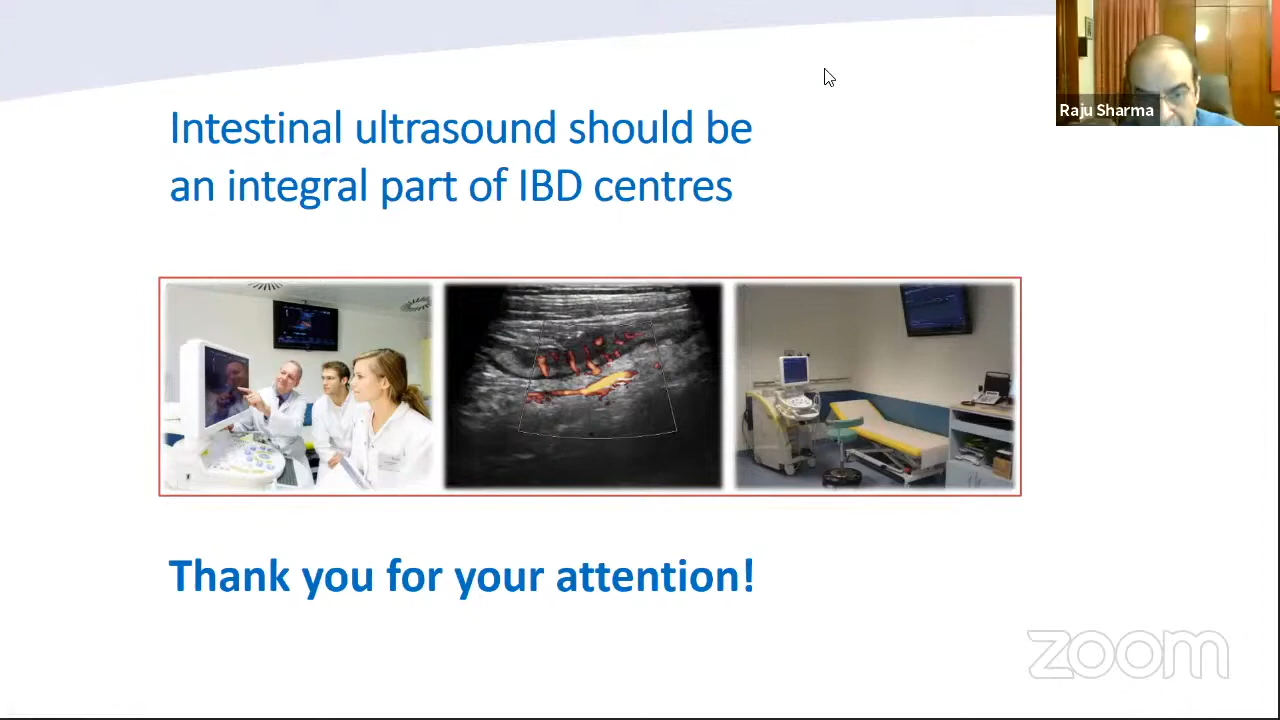 Raju Sharma
Intestinal ultrasound should be
an integral part of IBD centres
Thank you for your attention!
zoom